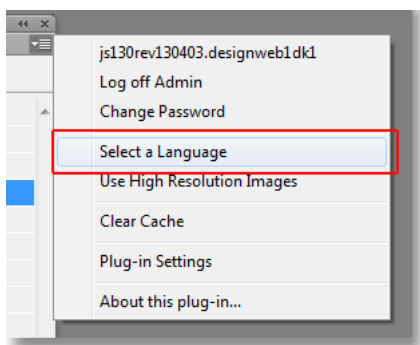 js130rev130403.designweb1dk1
Log off Admin
Change Password
Select a Language
Use High Resolution Images
Clear Cache
Plug-in Settings
About this plug-in...